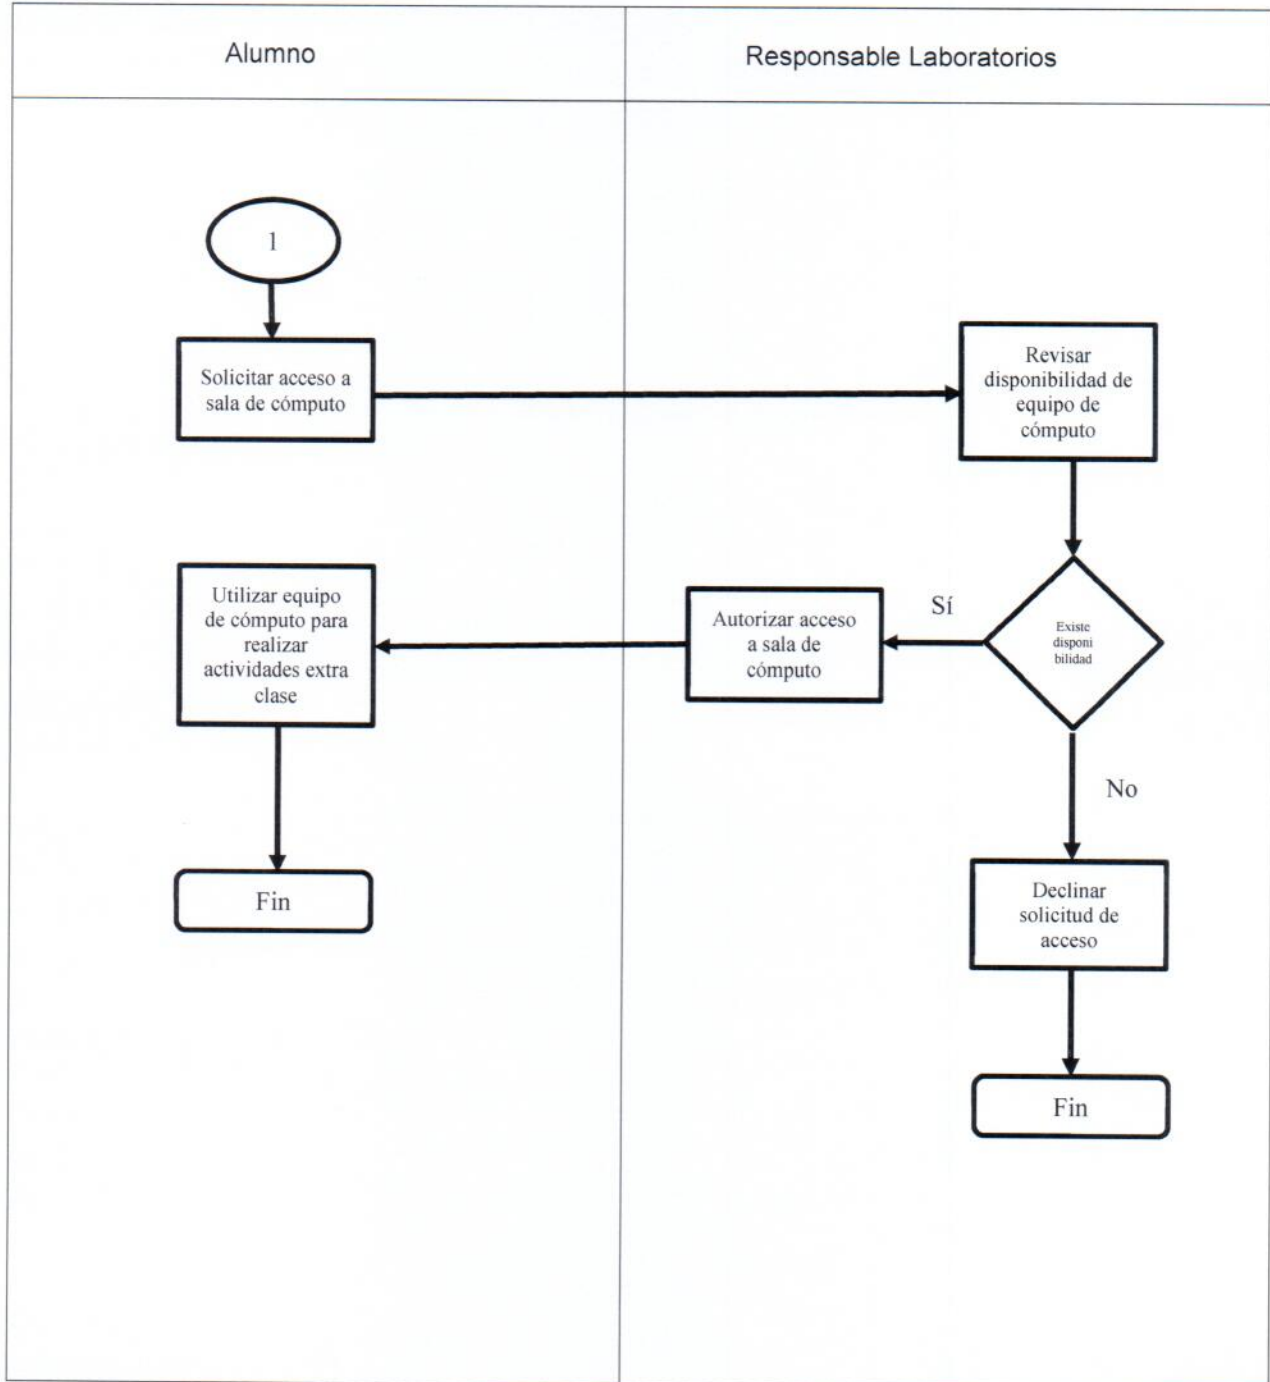 Alumno
Responsable Laboratorios
1
Solicitar acceso a
sala de cómputo
Revisar
disponibilidad de
equipo de
cómputo
Existe
disponi
bilidad
Sí
Autorizar acceso
a sala de
cómputo
Utilizar equipo
de cómputo para
realizar
actividades extra
clase
No
Fin
Declinar
solicitud de
acceso
Fin